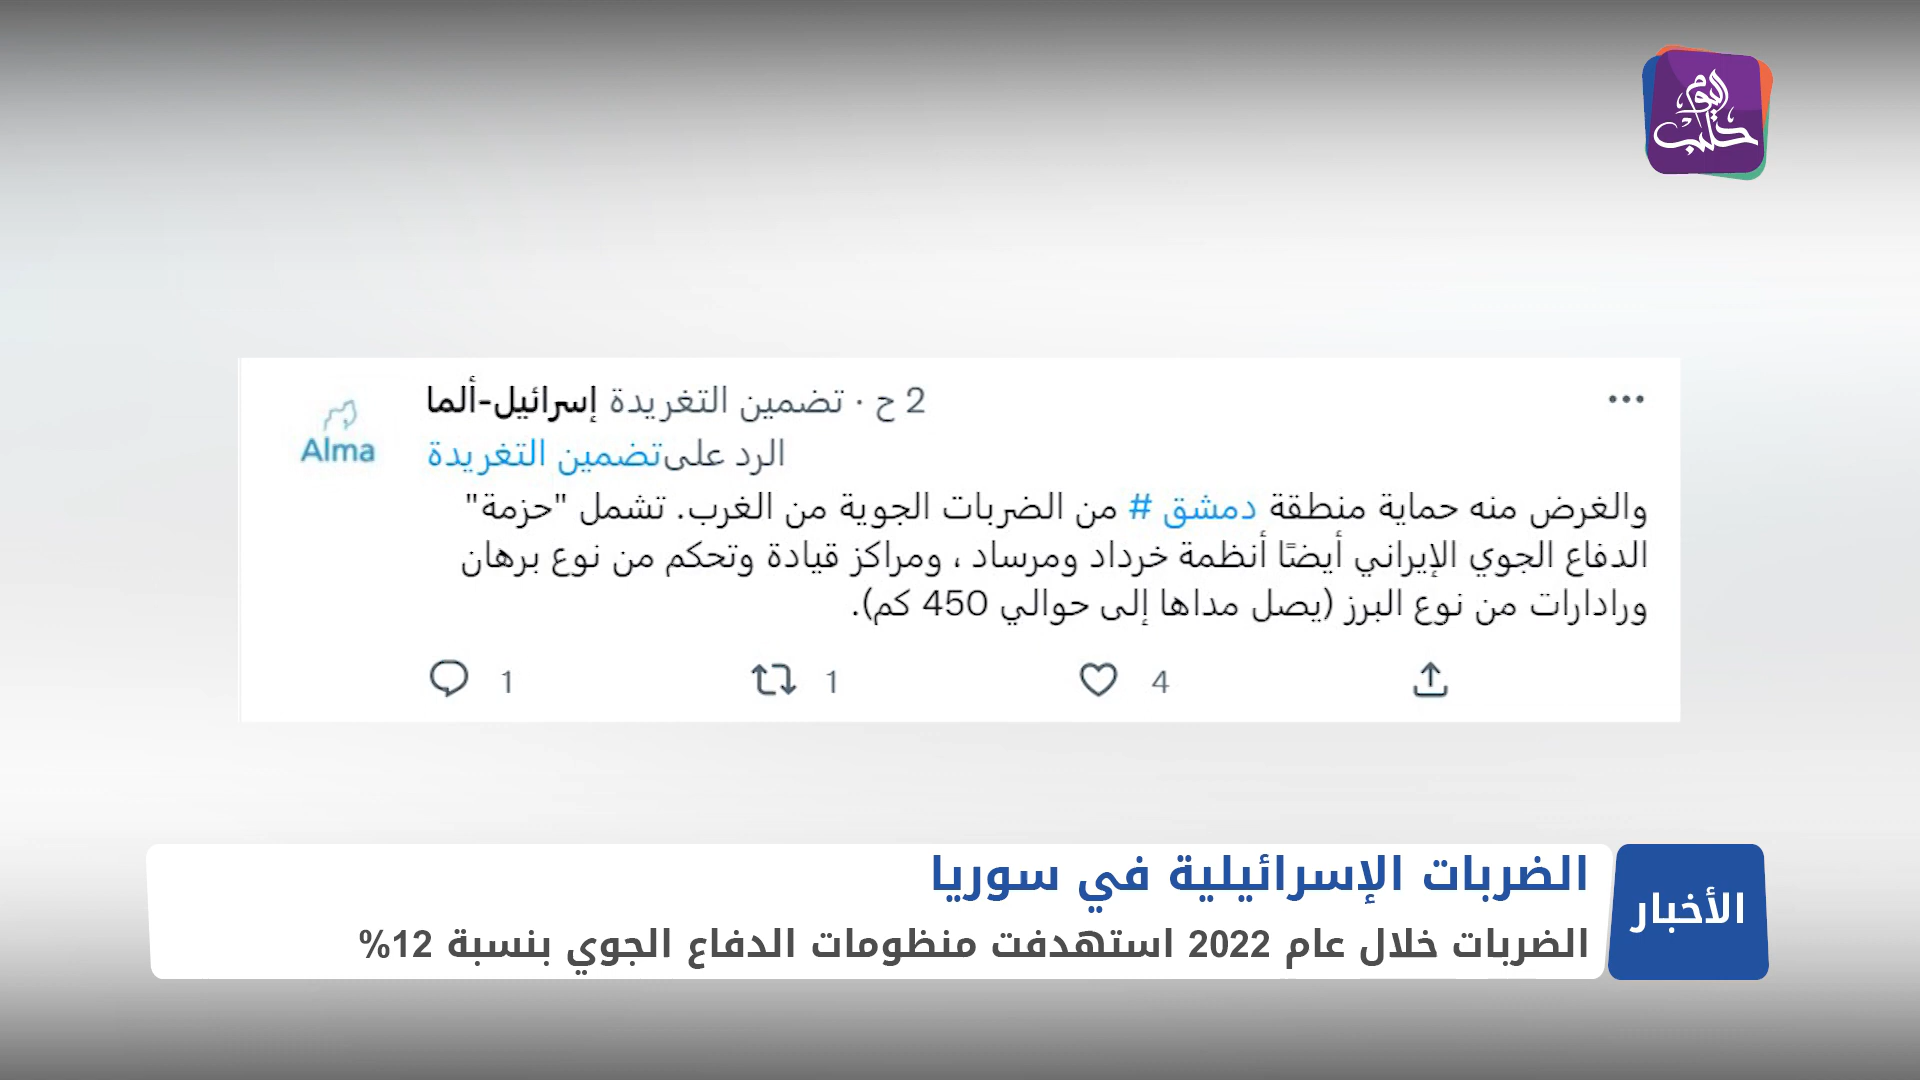 حلب اليوم
إسرائيل-ألما تضمين التغريدة · 2 ح
الرد علىتضمين التغريدة
Alma
والغرض منه حماية منطقة دمشق # من الضربات الجوية من الغرب. تشمل "حزمة"
الدفاع الجوي الإيراني أيضًا أنظمة خرداد ومرساد ، ومراكز قيادة وتحكم من نوع برهان
ورادارات من نوع البرز (يصل مداها إلى حوالي 450 كم).
1 1 4
الأخبار
الضربات الإسرائيلية في سوريا
الضربات خلال عام 2022 استهدفت منظومات الدفاع الجوي بنسبة 12%